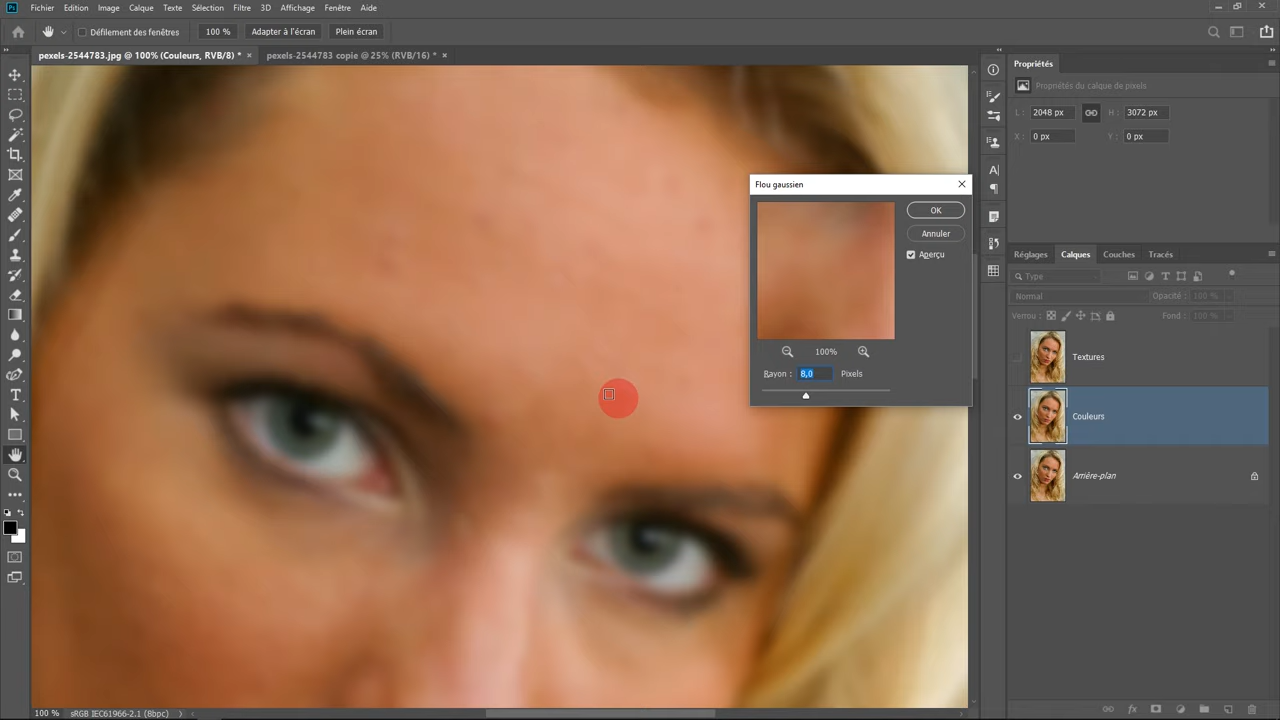 Ps Fichier Edition Image Calque Texte Sélection Filtre 3D Affichage Fenêtre Aide
Défilement des fenêtres 100 % Adapter à l'écran Plein écran
pexels-2544783.jpg @ 100% (Couleurs, RVB/8) * × pexels-2544783 copie @ 25% (RVB/16) * ×
Propriétés
Propriétés du calque de pixels
L : 2048 px H : 3072 px
X : 0 px Y : 0 px
Flou gaussien
OK
Annuler
Aperçu
100%
Rayon : 8,0 Pixels
Réglages Calques Couches Tracés
Type
Normal Opacité : 100 %
Verrou : Fond : 100 %
Textures
Couleurs
Arrière-plan
100 % sRGB IEC61966-2.1 (8bpc)